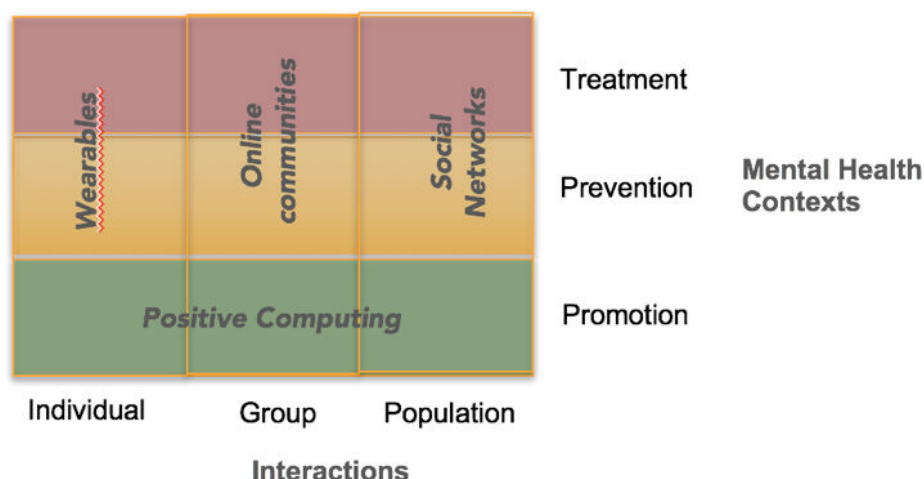 Treatment
Wearables
Online
communities
Social
Networks
Prevention
Mental Health
Contexts
Positive Computing
Promotion
Individual
Group
Population
Interactions